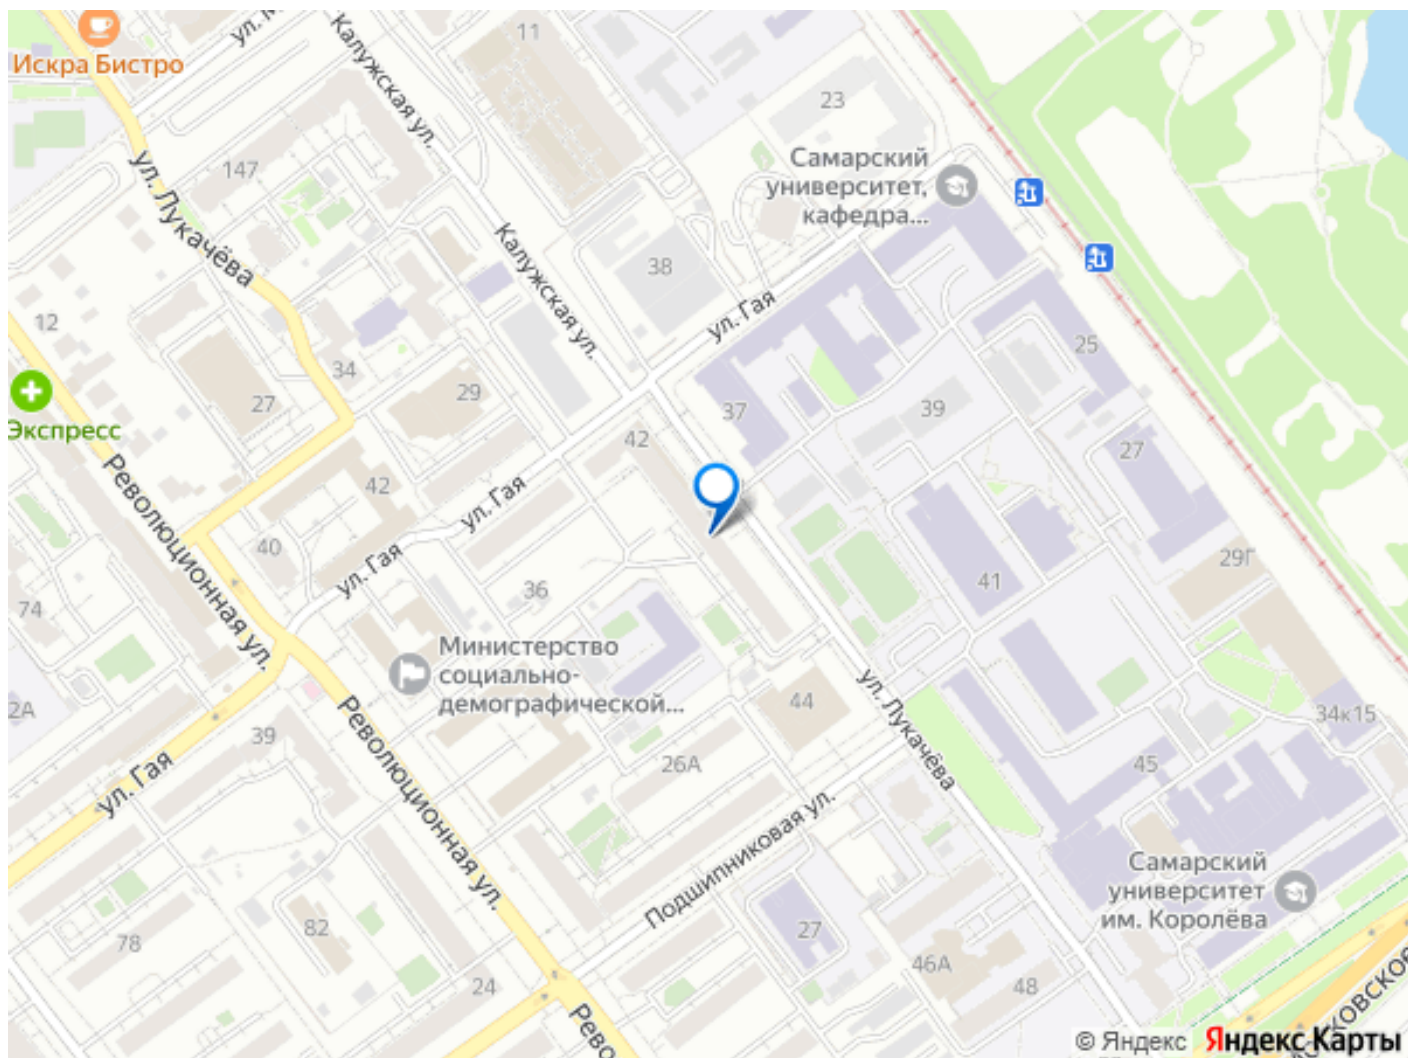 ул. М
11
Искра Бистро
Калужская ул.
23
147
ул. Лукачёва
Самарский
университет,
кафедра...
Калужская ул.
38
ул. Гая
12
34
29
25
27
37
39
Экспресс
42
27
42
Революционная ул.
ул. Гая
40
ул. Гая
29Г
41
36
74
Министерство
социально-
демографической...
2А
44
ул. Лукачёва
34к15
39
ул. Гая
Революционная ул.
26А
45
Подшипниковая ул.
Самарский
университет
им. Королёва
82
78
27
46А
24
48
Рево
КОВСКОЕ
© Яндекс Яндекс Карты